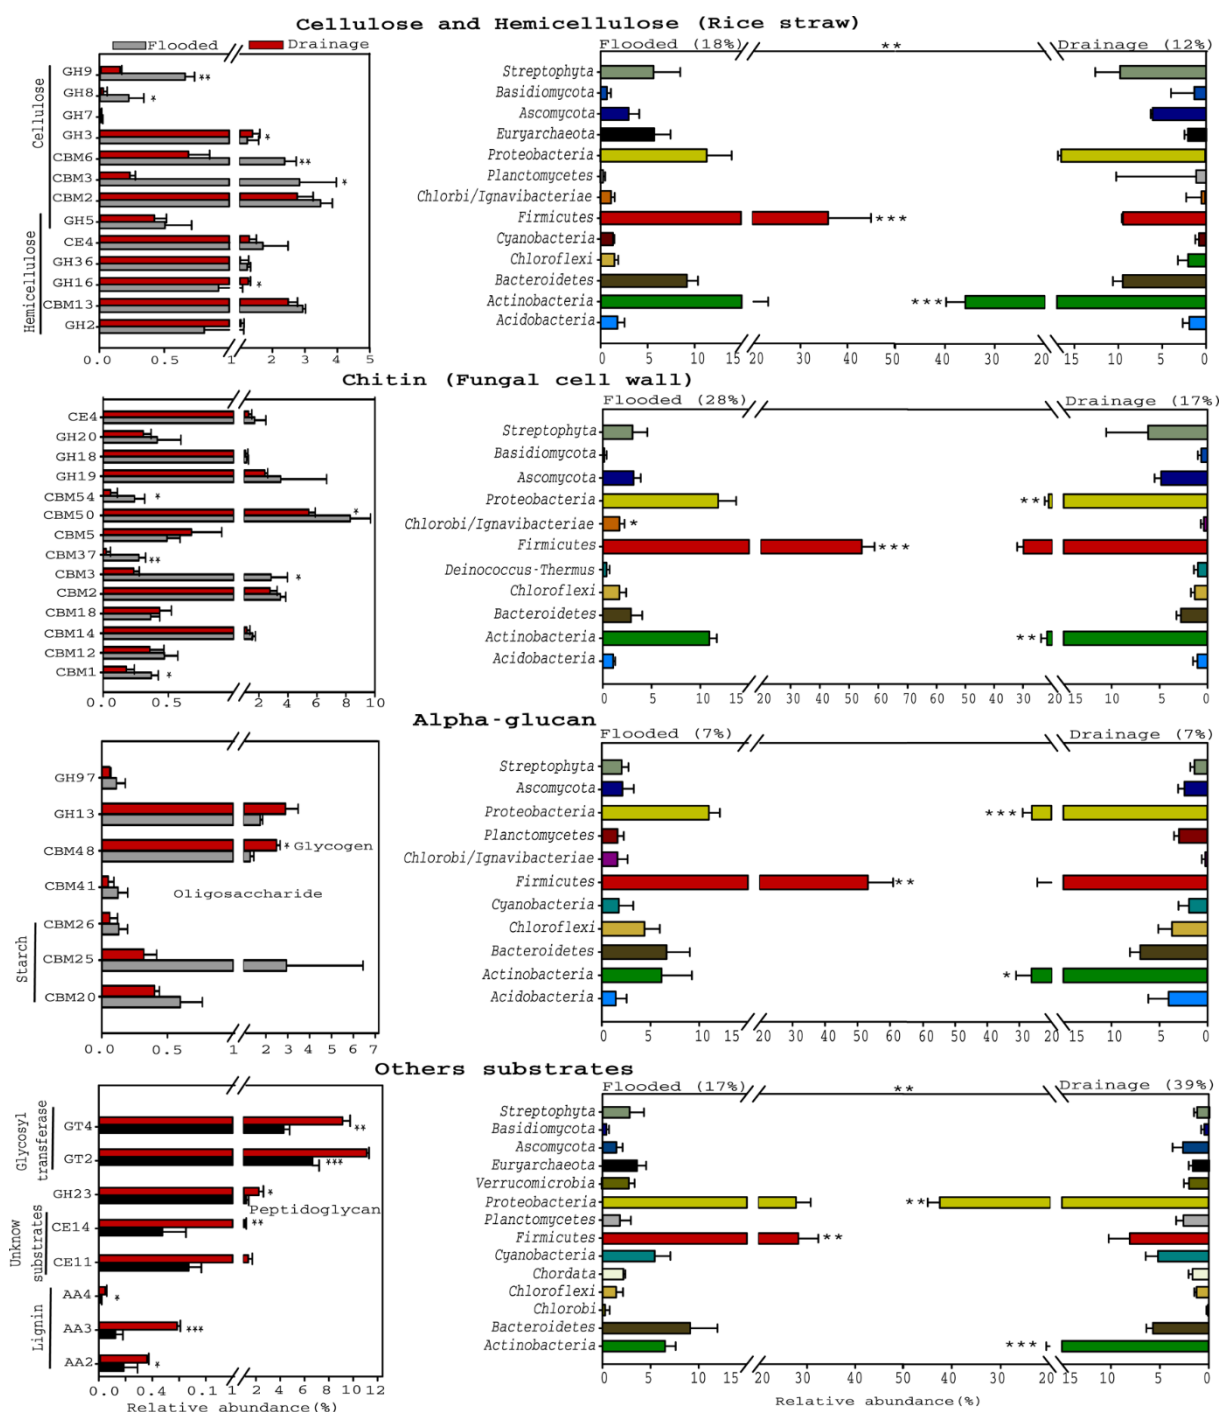 Cellulose and Hemicellulose (Rice straw)
Flooded Drainage
Cellulose
Hemicellulose
GH9
**
GH8
*
GH7
GH3
*
CBM6
**
CBM3
*
CBM2
GH5
CE4
GH36
GH16
*
CBM13
GH2
0.0 0.5 1 2 3 4 5
Flooded (18%) ** Drainage (12%)
Streptophyta
Basidiomycota
Ascomycota
Euryarchaeota
Proteobacteria
Planctomycetes
Chlorbi/Ignavibacteriae
Firmicutes ***
Cyanobacteria
Chloroflexi
Bacteroidetes
Actinobacteria ***
Acidobacteria
0 5 10 15 20 30 40 50 40 30 20 15 10 5 0
Chitin (Fungal cell wall)
CE4
GH20
GH18
GH19
CBM54 *
CBM50 *
CBM5
CBM37
**
CBM3 *
CBM2
CBM18
CBM14
CBM12
CBM1 *
0.0 0.5 1 2 4 6 8 10
Flooded (28%) Drainage (17%)
Streptophyta
Basidiomycota
Ascomycota
Proteobacteria **
Chlorobi/Ignavibacteriae *
Firmicutes ***
Deinococcus-Thermus
Chloroflexi
Bacteroidetes
Actinobacteria **
Acidobacteria
0 5 10 15 20 30 40 50 60 70 60 50 40 30 20 15 10 5 0
Alpha-glucan
Starch
GH97
GH13
CBM48 * Glycogen
CBM41
Oligosaccharide
CBM26
CBM25
CBM20
0.0 0.5 1 2 3 4 5 6 7
Flooded (7%) Drainage (7%)
Streptophyta
Ascomycota
Proteobacteria ***
Planctomycetes
Chlorobi/Ignavibacteriae
Firmicutes **
Cyanobacteria
Chloroflexi
Bacteroidetes
Actinobacteria *
Acidobacteria
0 5 10 15 20 30 40 50 60 70 60 50 40 30 20 15 10 5 0
Others substrates
Glycosyl
transferase
Unknow
substrates
Lignin
GT4
**
GT2
***
GH23 *
Peptidoglycan
CE14 **
CE11
AA4
*
AA3 ***
AA2 *
0.0 0.4 0.1 1 2 4 6 8 10 12
Relative abundance(%)
Flooded (17%) ** Drainage (39%)
Streptophyta
Basidiomycota
Ascomycota
Euryarchaeota
Verrucomicrobia
Proteobacteria **
Planctomycetes
Firmicutes **
Cyanobacteria
Chordata
Chloroflexi
Chlorobi
Bacteroidetes
Actinobacteria ***
0 5 10 15 20 30 40 50 40 30 20 10 5 0
Relative abundance(%)